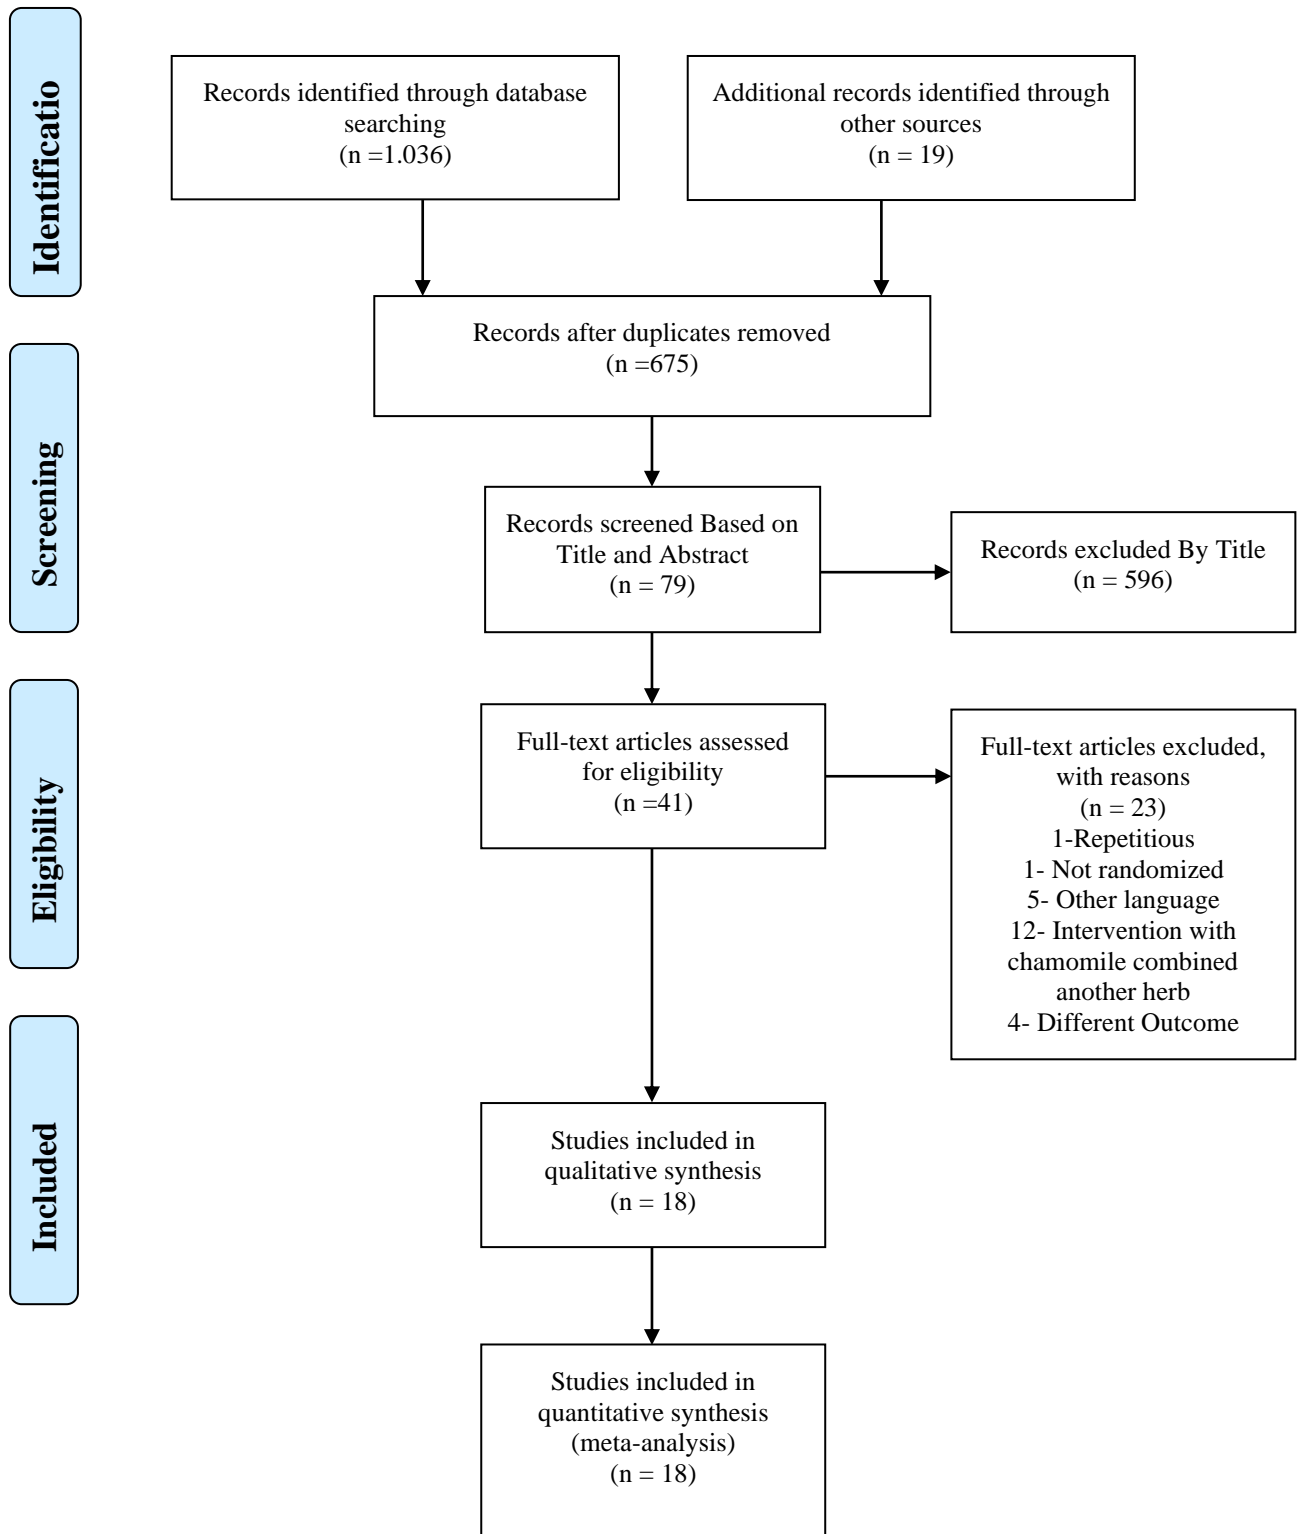 Identificatio
Records identified through database
searching
(n =1.036)
Additional records identified through
other sources
(n = 19)
Records after duplicates removed
(n =675)
Screening
Records screened Based on
Title and Abstract
(n = 79)
Records excluded By Title
(n = 596)
Eligibility
Full-text articles assessed
for eligibility
(n =41)
Full-text articles excluded,
with reasons
(n = 23)
1-Repetitious
1- Not randomized
5- Other language
12- Intervention with
chamomile combined
another herb
4- Different Outcome
Included
Studies included in
qualitative synthesis
(n = 18)
Studies included in
quantitative synthesis
(meta-analysis)
(n = 18)